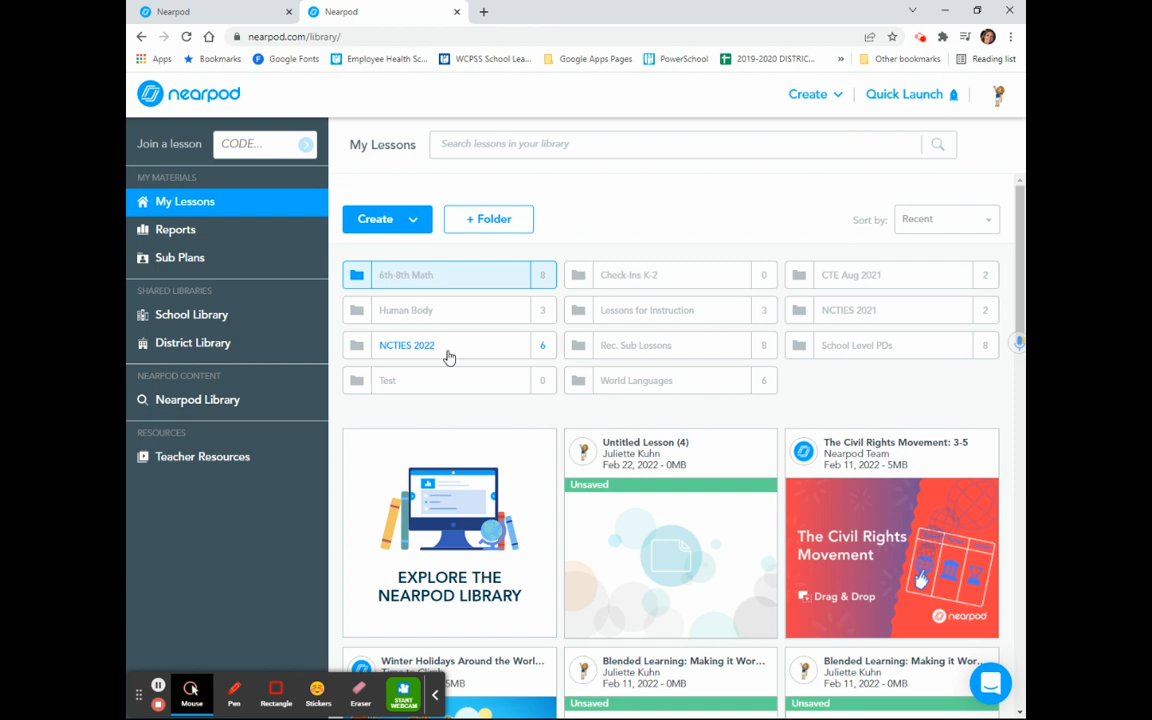 Nearpod
Nearpod
nearpod.com/library/
Apps
Bookmarks
Google Fonts
Employee Health Sc...
WCPSS School Lea...
Google Apps Pages
PowerSchool
2019-2020 DISTRIC...
»
Other bookmarks
Reading list
nearpod
Create
Quick Launch
Join a lesson
CODE...
My Lessons
Search lessons in your library
MY MATERIALS
My Lessons
Reports
Sub Plans
SHARED LIBRARIES
School Library
District Library
NEARPOD CONTENT
Nearpod Library
RESOURCES
Teacher Resources
Create
+ Folder
Sort by:
Recent
6th-8th Math 8
Check-Ins K-2 0
CTE Aug 2021 2
Human Body 3
Lessons for Instruction 3
NCTIES 2021 2
NCTIES 2022 6
Rec. Sub Lessons 8
School Level PDs 8
Test 0
World Languages 6
EXPLORE THE
NEARPOD LIBRARY
Untitled Lesson (4)
Juliette Kuhn
Feb 22, 2022 - 0MB
Unsaved
The Civil Rights Movement: 3-5
Nearpod Team
Feb 11, 2022 - 5MB
The Civil Rights
Movement
Drag & Drop
nearpod
Winter Holidays Around the Worl...
Time to Climb
5MB
Blended Learning: Making it Wor...
Juliette Kuhn
Feb 11, 2022 - 0MB
Unsaved
Blended Learning: Making it Wor...
Juliette Kuhn
Feb 11, 2022 - 0MB
Unsaved
Mouse
Pen
Rectangle
Stickers
Eraser
START
WEBCAM